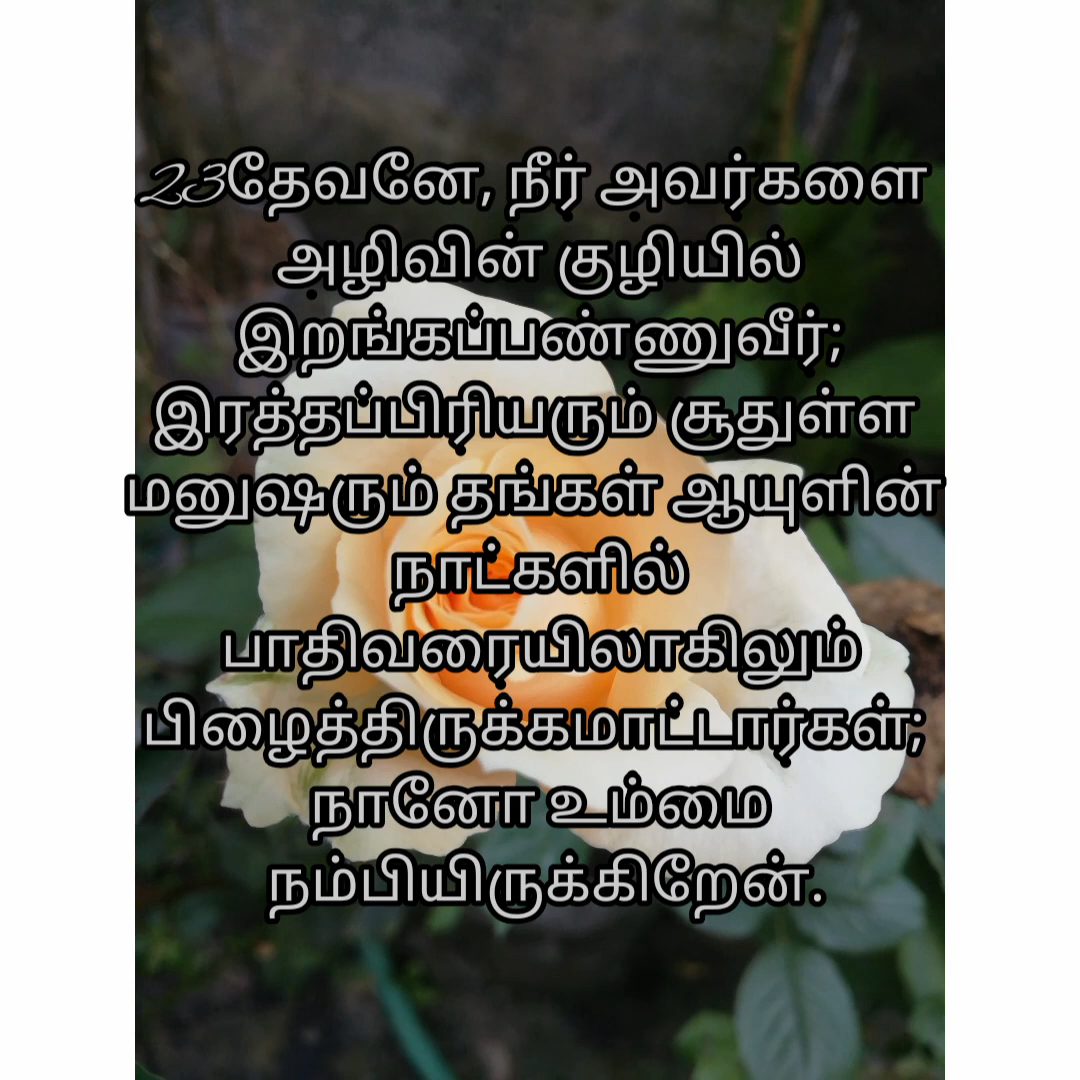 23தேவனே, நீர் அவர்களை
அழிவின் குழியில்
இறங்கப்பண்ணுவீர்;
இரத்தப்பிரியரும் சூதுள்ள
மனுஷரும் தங்கள் ஆயுளின்
நாட்களில்
பாதிவரையிலாகிலும்
பிழைத்திருக்கமாட்டார்கள்;
நானோ உம்மை
நம்பியிருக்கிறேன்.